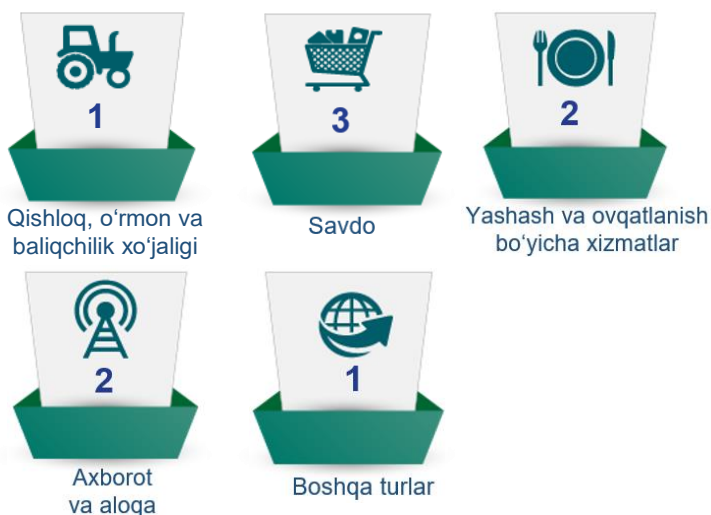 1
Qishloq, o‘rmon va
baliqchilik xo‘jaligi
3
Savdo
2
Yashash va ovqatlanish
bo‘yicha xizmatlar
2
Axborot
va aloqa
1
Boshqa turlar